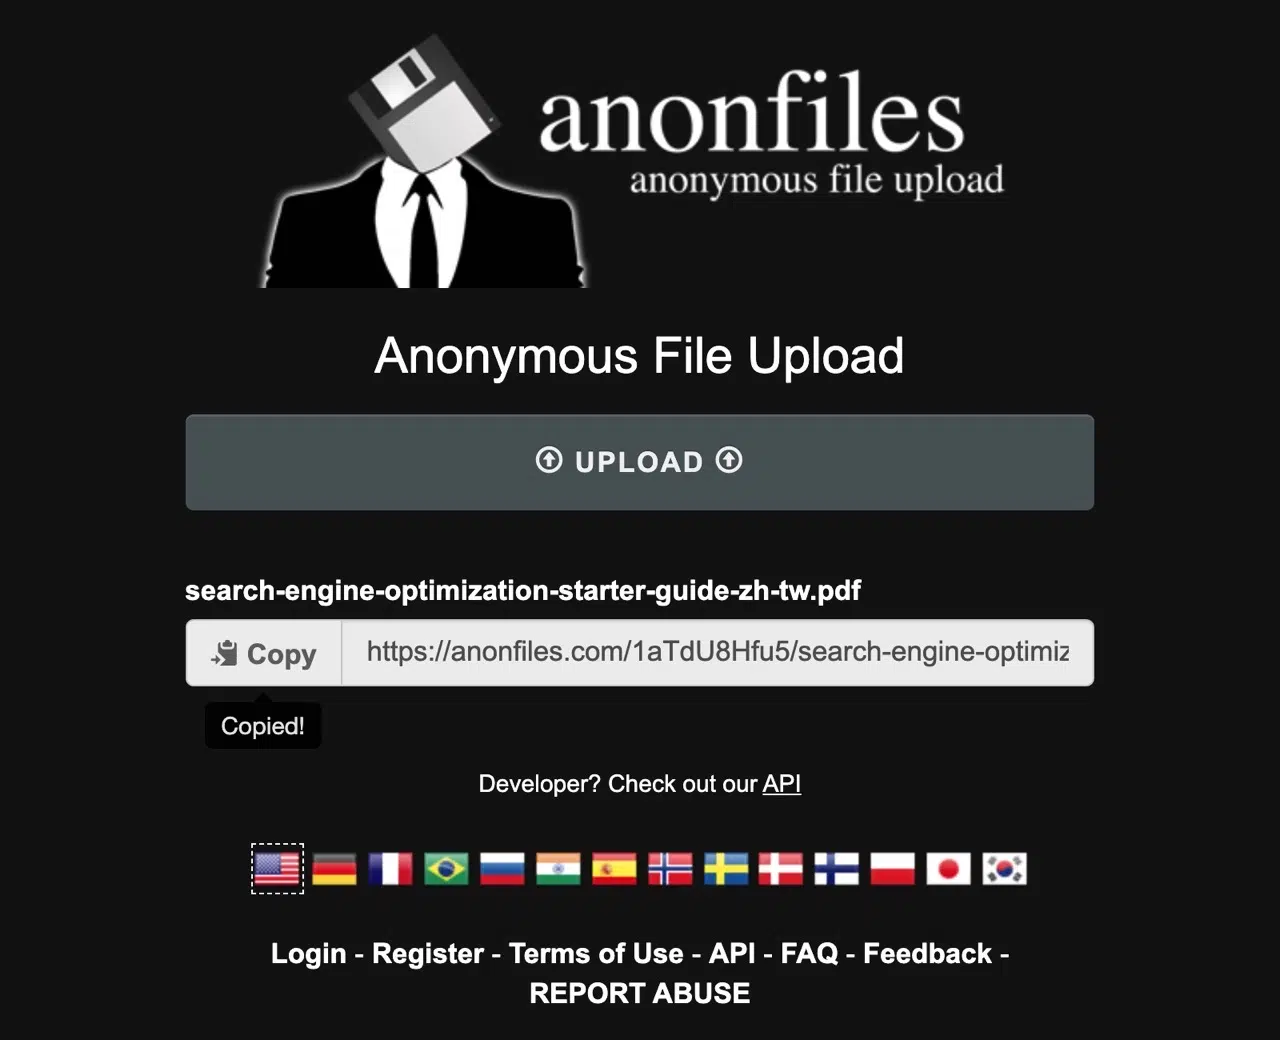 anonfiles
anonymous file upload
Anonymous File Upload
UPLOAD
search-engine-optimization-starter-guide-zh-tw.pdf
Copy https://anonfiles.com/1aTdU8Hfu5/search-engine-optimiz
Copied!
Developer? Check out our API
Login - Register - Terms of Use - API - FAQ - Feedback -
REPORT ABUSE